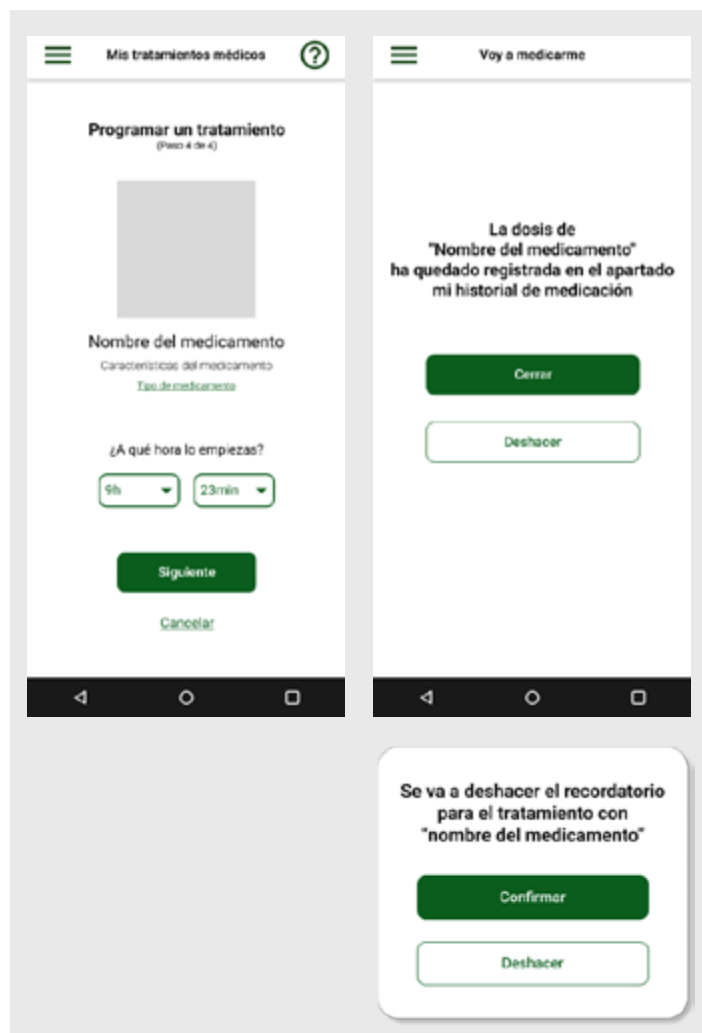 Mis tratamientos médicos
Programar un tratamiento
(Paso 4 de 4)
Nombre del medicamento
Características del medicamento
Tipo de medicamento
¿A qué hora lo empiezas?
9h
23min
Siguiente
Cancelar
Voy a medicarme
La dosis de
"Nombre del medicamento"
ha quedado registrada en el apartado
mi historial de medicación
Cerrar
Deshacer
Se va a deshacer el recordatorio
para el tratamiento con
"nombre del medicamento"
Confirmar
Deshacer